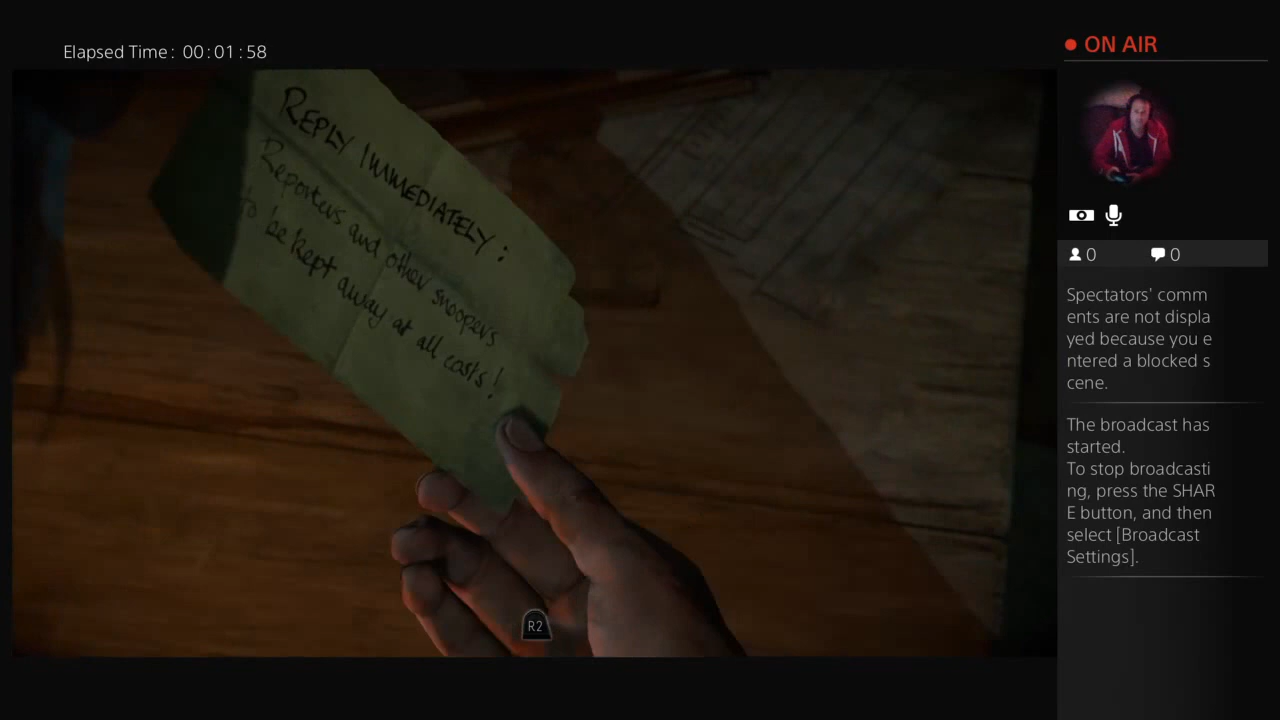 Elapsed Time: 00:01:58
ON AIR
REPLY IMMEDIATELY:
Reporters and other snoopers
to be kept away at all costs!
R2
0
0
Spectators' comm
ents are not displa
yed because you e
ntered a blocked s
cene.
The broadcast has
started.
To stop broadcasti
ng, press the SHAR
E button, and then
select [Broadcast
Settings].